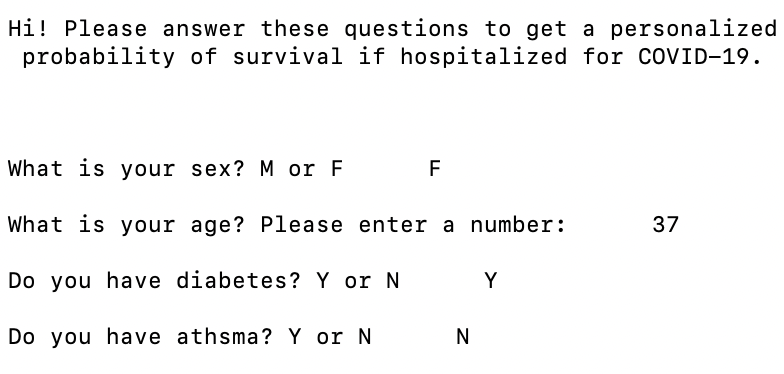 Hi! Please answer these questions to get a personalized
probability of survival if hospitalized for COVID-19.
What is your sex? M or F      F
What is your age? Please enter a number:      37
Do you have diabetes? Y or N      Y
Do you have athsma? Y or N      N